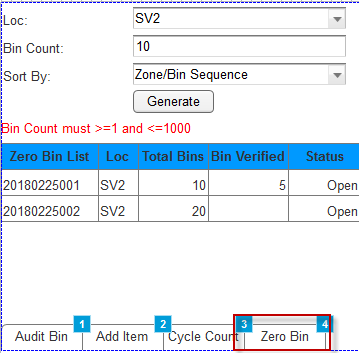 Loc: SV2
Bin Count: 10
Sort By: Zone/Bin Sequence
Generate
Bin Count must >=1 and <=1000
Zero Bin List Loc Total Bins Bin Verified Status
20180225001 SV2 10 5 Open
20180225002 SV2 20 Open
1 2 3 4
Audit Bin Add Item Cycle Count Zero Bin